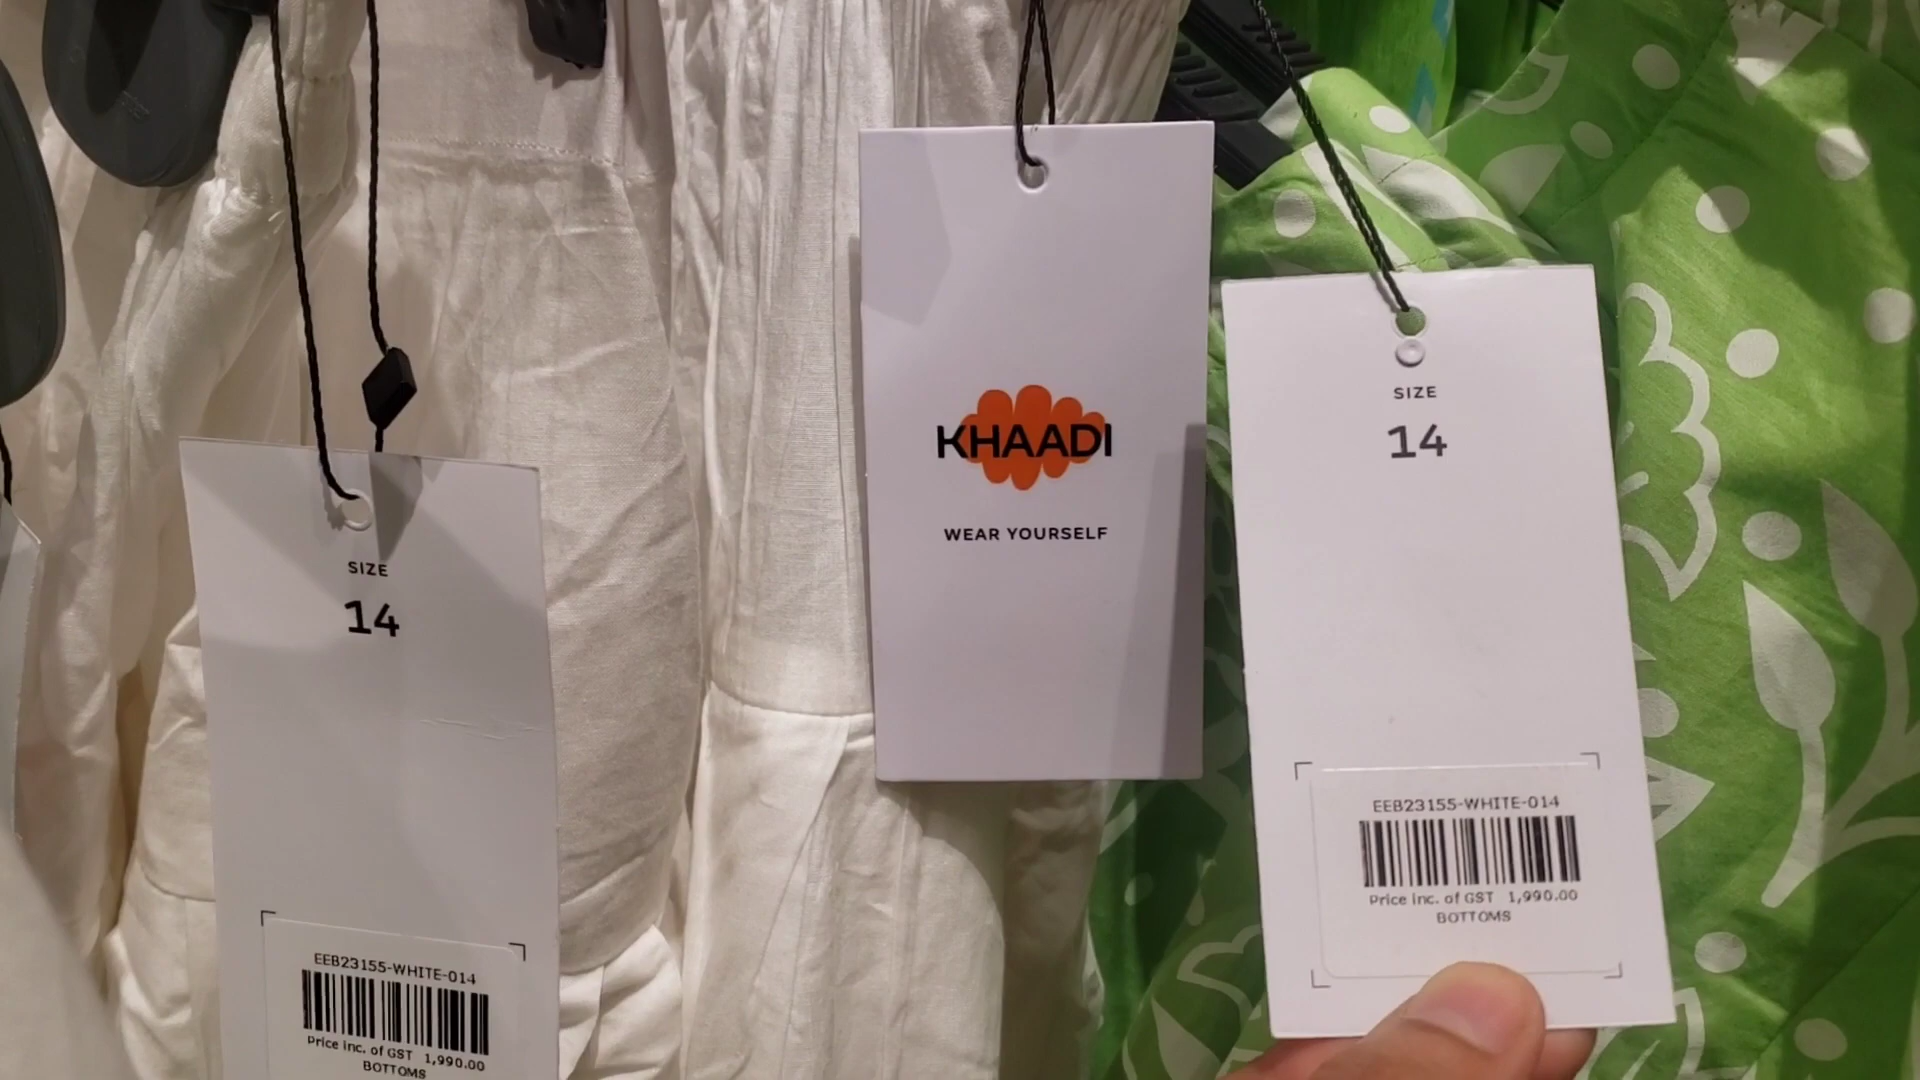 SIZE
14
EEB23155-WHITE-014
Price inc. of GST 1,990.00
BOTTOMS
KHAADI
WEAR YOURSELF
SIZE
14
EEB23155-WHITE-014
Price inc. of GST 1,990.00
BOTTOMS